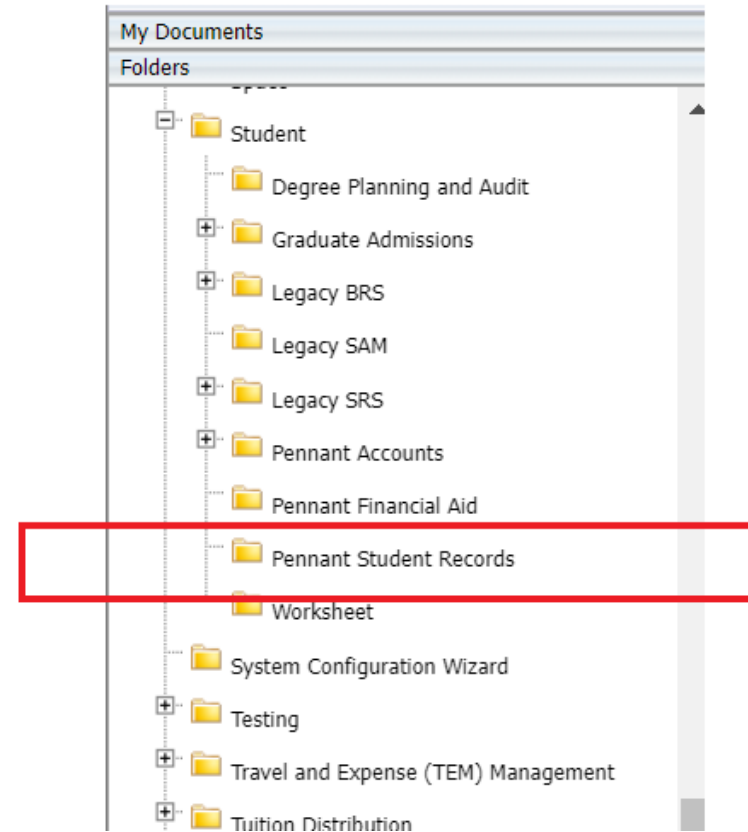 My Documents
Folders
Space
Student
Degree Planning and Audit
Graduate Admissions
Legacy BRS
Legacy SAM
Legacy SRS
Pennant Accounts
Pennant Financial Aid
Pennant Student Records
Worksheet
System Configuration Wizard
Testing
Travel and Expense (TEM) Management
Tuition Distribution